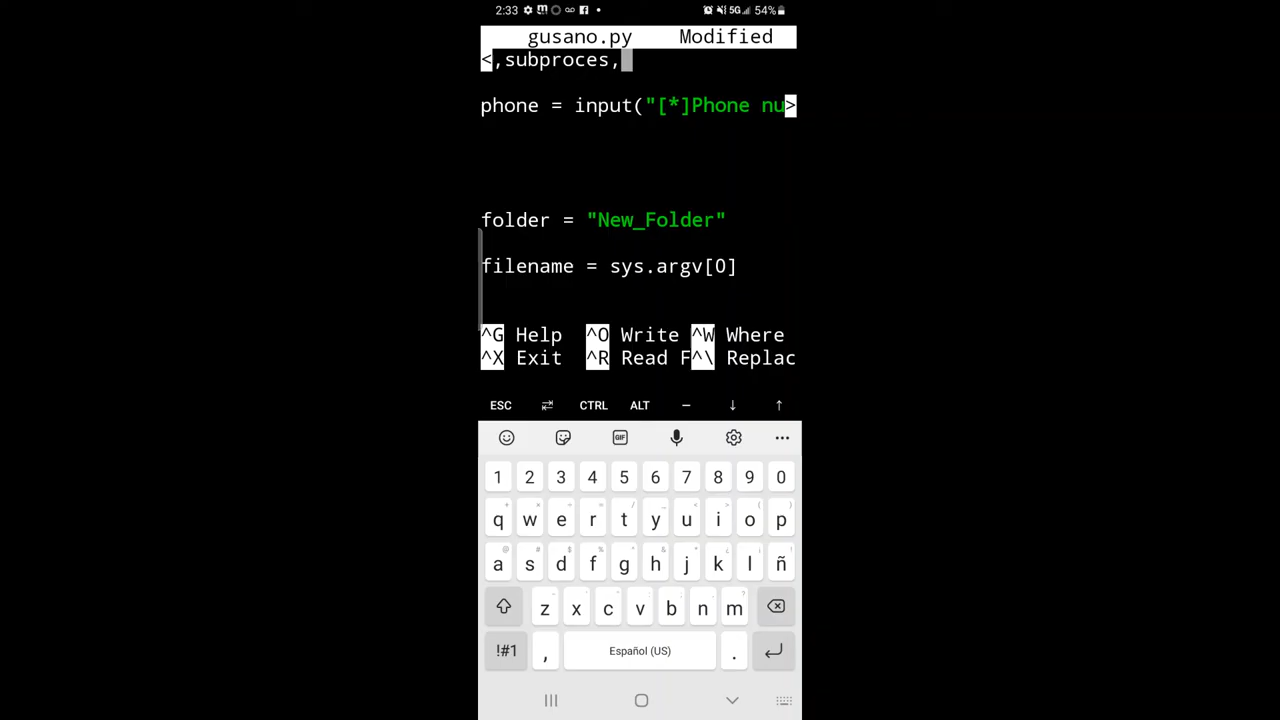 2:33 5G 54%
gusano.py Modified
<,subproces,
phone = input("[*]Phone nu>
folder = "New_Folder"
filename = sys.argv[0]
^G Help ^O Write ^W Where
^X Exit ^R Read F^\ Replac
ESC CTRL ALT
GIF
1 2 3 4 5 6 7 8 9 0
q w e r t y u i o p
a s d f g h j k l ñ
z x c v b n m
!#1 , Español (US) .